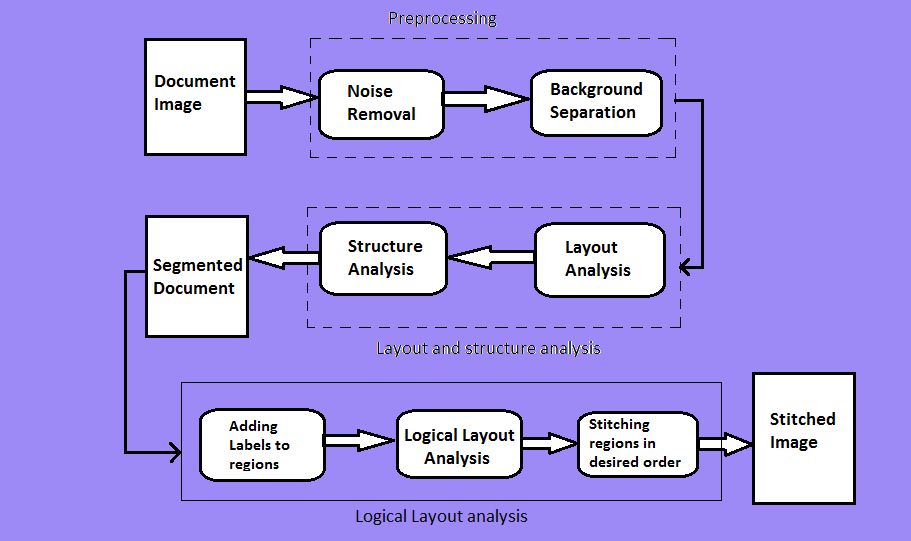 Preprocessing
Document
Image
Noise
Removal
Background
Separation
Layout
Analysis
Structure
Analysis
Segmented
Document
Layout and structure analysis
Adding
Labels to
regions
Logical Layout
Analysis
Stitching
regions in
desired order
Stitched
Image
Logical Layout analysis